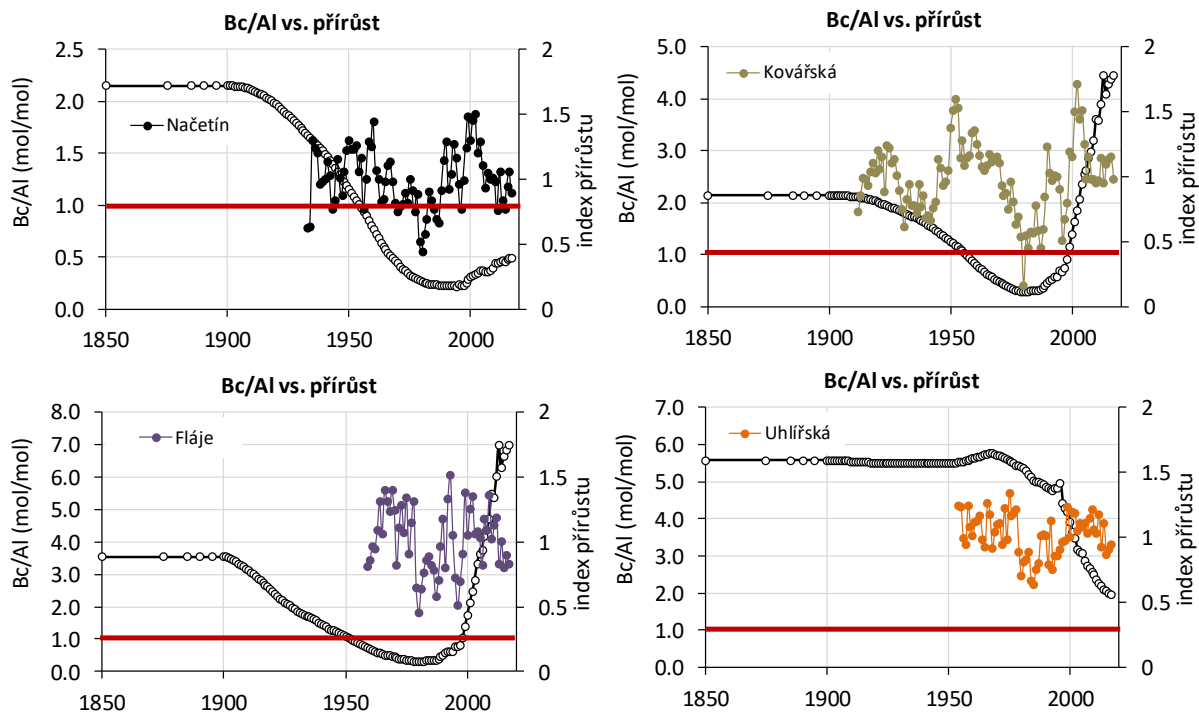 Bc/Al vs. přírůst
Bc/Al (mol/mol)
2.5
2.0
1.5
1.0
0.5
0.0
2
1.5
1
0.5
0
index přírůstu
Načetín
1850 1900 1950 2000
Bc/Al vs. přírůst
Bc/Al (mol/mol)
5.0
4.0
3.0
2.0
1.0
0.0
2
1.5
1
0.5
0
index přírůstu
Kovářská
1850 1900 1950 2000
Bc/Al vs. přírůst
Bc/Al (mol/mol)
8.0
7.0
6.0
5.0
4.0
3.0
2.0
1.0
0.0
2
1.5
1
0.5
0
index přírůstu
Fláje
1850 1900 1950 2000
Bc/Al vs. přírůst
Bc/Al (mol/mol)
7.0
6.0
5.0
4.0
3.0
2.0
1.0
0.0
2
1.5
1
0.5
0
index přírůstu
Uhlířská
1850 1900 1950 2000